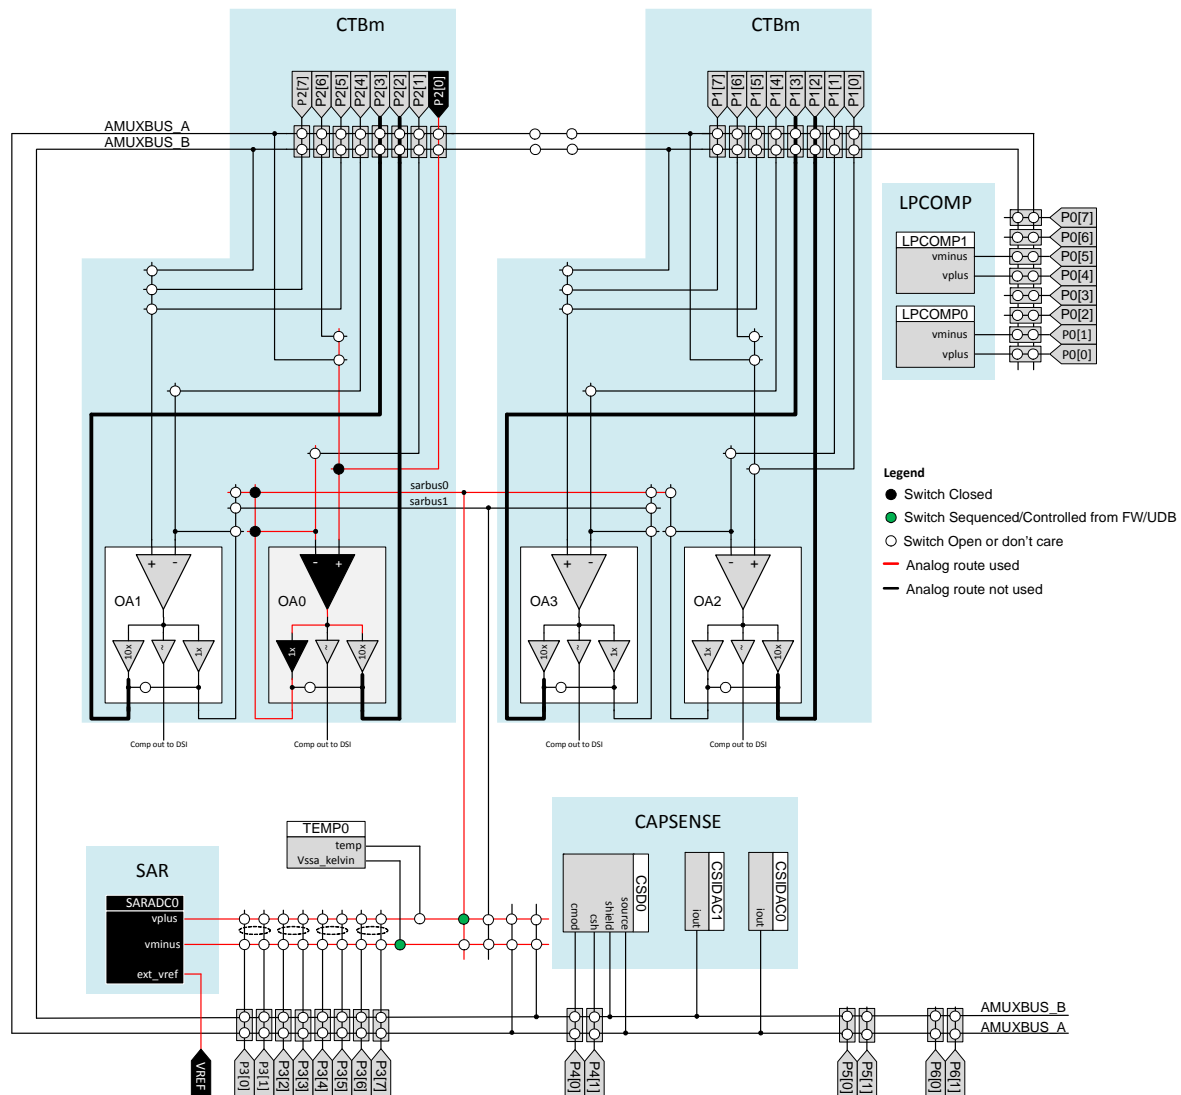 CTBm
CTBm
P2[7] P2[6] P2[5] P2[4] P2[3] P2[2] P2[1] P2[0]
P1[7] P1[6] P1[5] P1[4] P1[3] P1[2] P1[1] P1[0]
AMUXBUS_A
AMUXBUS_B
LPCOMP
LPCOMP1
vminus
vplus
LPCOMP0
vminus
vplus
P0[7]
P0[6]
P0[5]
P0[4]
P0[3]
P0[2]
P0[1]
P0[0]
Legend
Switch Closed
Switch Sequenced/Controlled from FW/UDB
Switch Open or don't care
Analog route used
Analog route not used
sarbus0
sarbus1
+ -
OA1
10x ~ 1x
- +
OA0
1x ~ 10x
+ -
OA3
10x ~ 1x
- +
OA2
1x ~ 10x
Comp out to DSI
Comp out to DSI
Comp out to DSI
Comp out to DSI
TEMP0
temp
Vssa_kelvin
SAR
SARADC0
vplus
vminus
ext_vref
CAPSENSE
CSD0
cmod
csh
shield
source
CSIDAC1
iout
CSIDAC0
iout
AMUXBUS_B
AMUXBUS_A
VREF
P3[0] P3[1] P3[2] P3[3] P3[4] P3[5] P3[6] P3[7]
P4[0] P4[1]
P5[0] P5[1]
P6[0] P6[1]